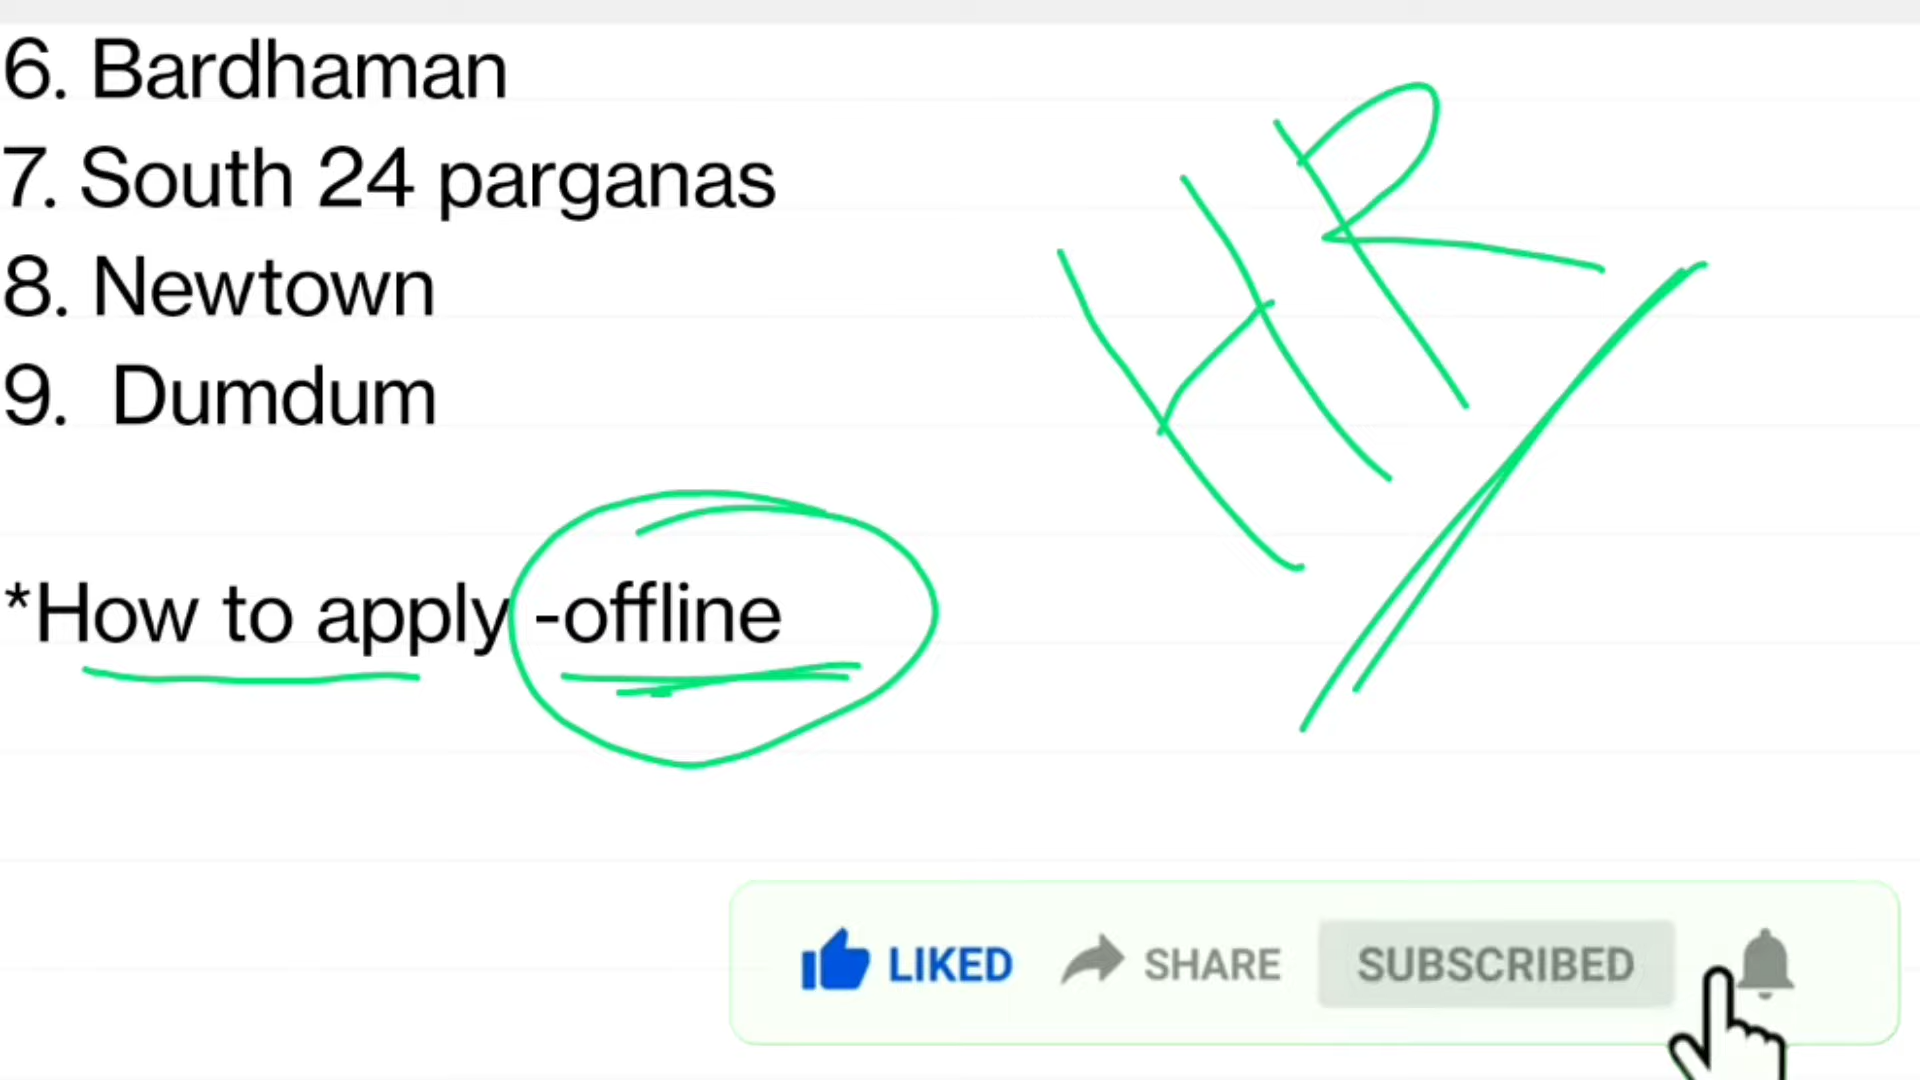 6. Bardhaman
7. South 24 parganas
8. Newtown
9. Dumdum
HR
*How to apply -offline
LIKED SHARE SUBSCRIBED